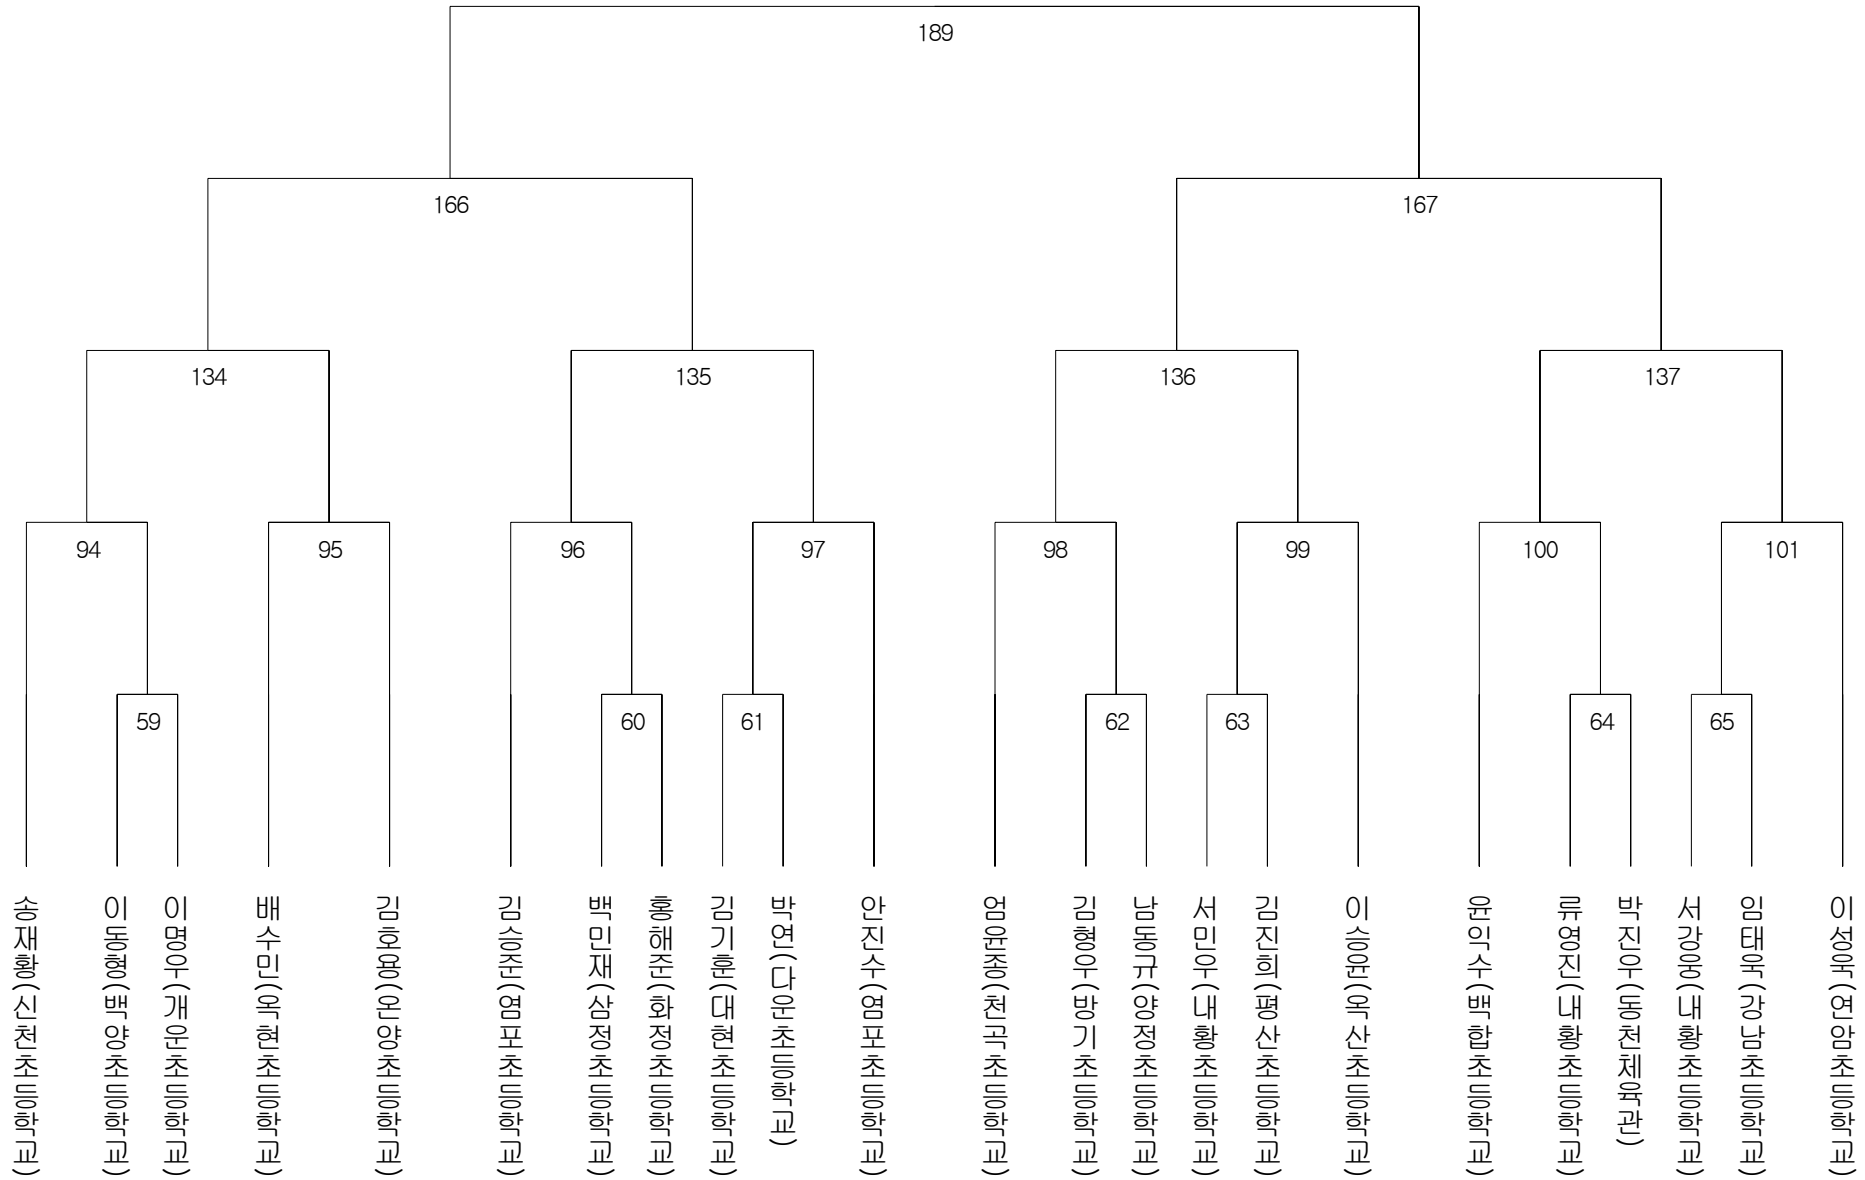 189
166
167
134
135
136
137
94
95
96
97
98
99
100
101
59
60
61
62
63
64
65
송재황(신천초등학교)
이동형(백양초등학교)
이명우(개운초등학교)
배수민(옥현초등학교)
김호용(온양초등학교)
김승준(염포초등학교)
백민재(삼정초등학교)
홍해준(화정초등학교)
김기훈(대현초등학교)
박연(다운초등학교)
안진수(염포초등학교)
엄윤종(천곡초등학교)
김형우(방기초등학교)
남동규(양정초등학교)
서민우(내황초등학교)
김진희(평산초등학교)
이승윤(옥산초등학교)
윤익수(백합초등학교)
류영진(내황초등학교)
박진우(동천체육관)
서강웅(내황초등학교)
임태욱(강남초등학교)
이성욱(연암초등학교)